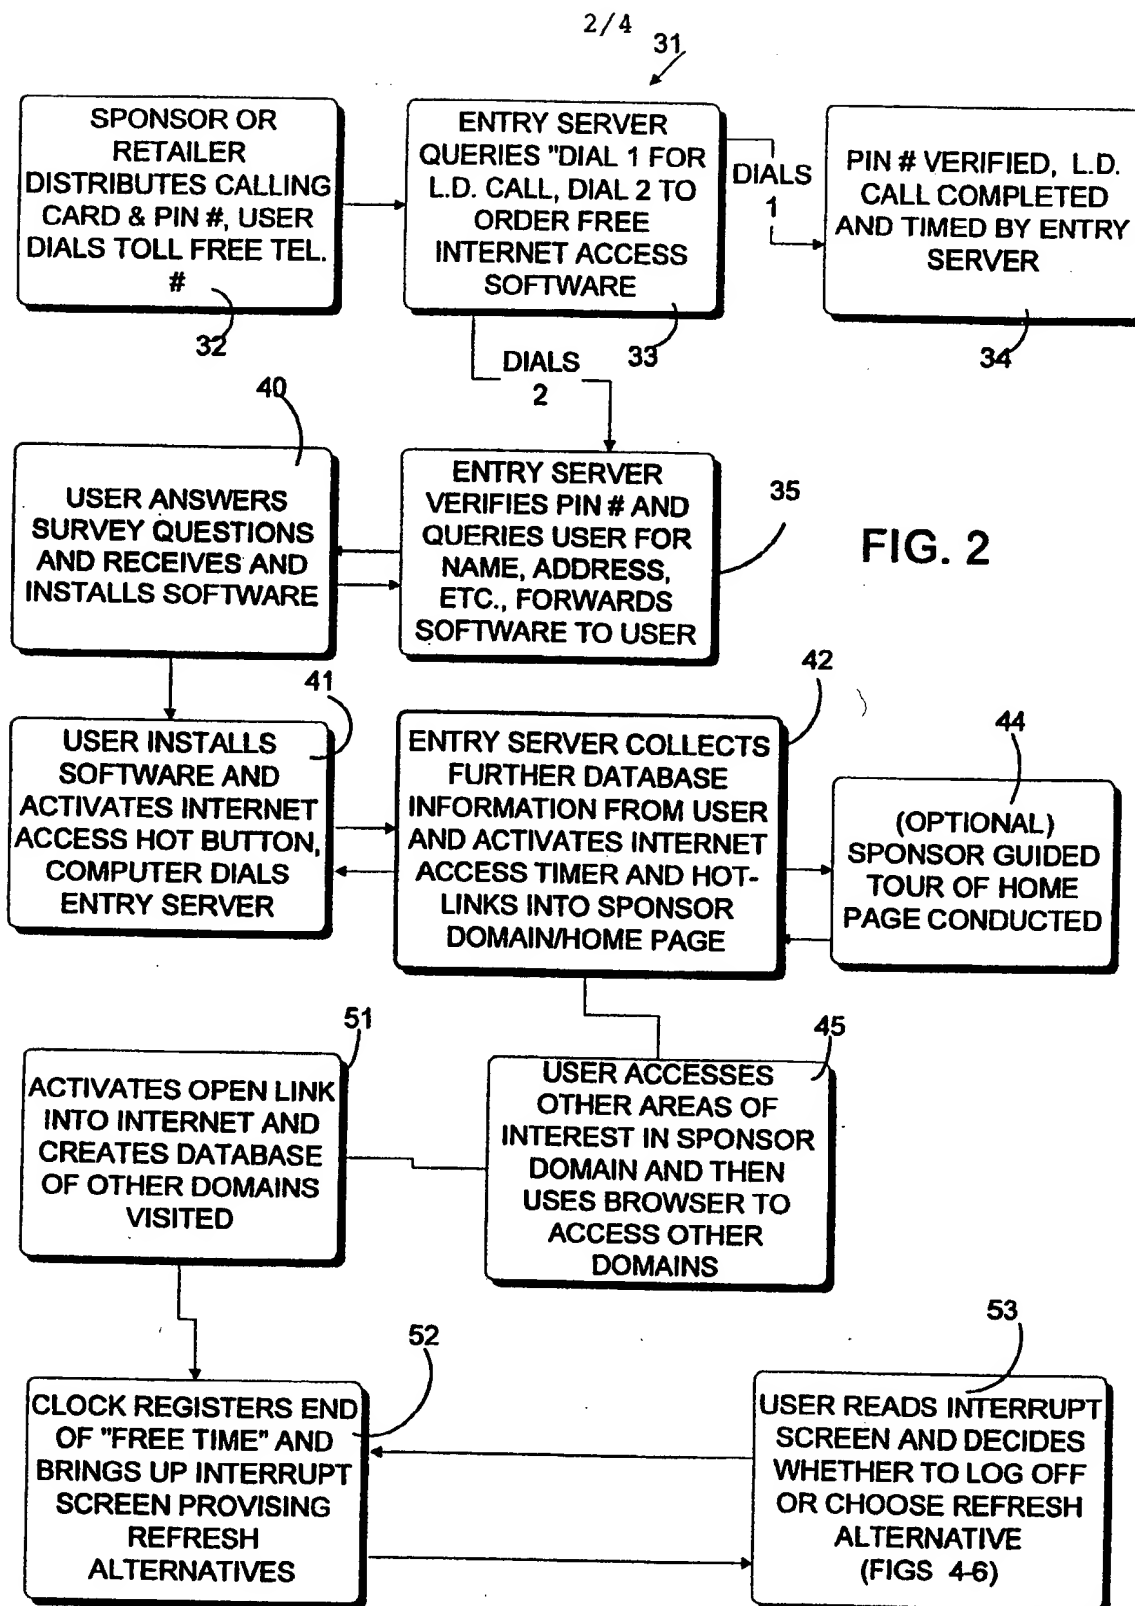 2/4
31
SPONSOR OR
RETAILER
DISTRIBUTES CALLING
CARD & PIN #, USER
DIALS TOLL FREE TEL.
#
32
ENTRY SERVER
QUERIES "DIAL 1 FOR
L.D. CALL, DIAL 2 TO
ORDER FREE
INTERNET ACCESS
SOFTWARE
33
DIALS
1
PIN # VERIFIED, L.D.
CALL COMPLETED
AND TIMED BY ENTRY
SERVER
34
DIALS
2
40
USER ANSWERS
SURVEY QUESTIONS
AND RECEIVES AND
INSTALLS SOFTWARE
ENTRY SERVER
VERIFIES PIN # AND
QUERIES USER FOR
NAME, ADDRESS,
ETC., FORWARDS
SOFTWARE TO USER
35
FIG. 2
41
USER INSTALLS
SOFTWARE AND
ACTIVATES INTERNET
ACCESS HOT BUTTON,
COMPUTER DIALS
ENTRY SERVER
42
ENTRY SERVER COLLECTS
FURTHER DATABASE
INFORMATION FROM USER
AND ACTIVATES INTERNET
ACCESS TIMER AND HOT-
LINKS INTO SPONSOR
DOMAIN/HOME PAGE
44
(OPTIONAL)
SPONSOR GUIDED
TOUR OF HOME
PAGE CONDUCTED
51
ACTIVATES OPEN LINK
INTO INTERNET AND
CREATES DATABASE
OF OTHER DOMAINS
VISITED
45
USER ACCESSES
OTHER AREAS OF
INTEREST IN SPONSOR
DOMAIN AND THEN
USES BROWSER TO
ACCESS OTHER
DOMAINS
52
CLOCK REGISTERS END
OF "FREE TIME" AND
BRINGS UP INTERRUPT
SCREEN PROVISING
REFRESH
ALTERNATIVES
53
USER READS INTERRUPT
SCREEN AND DECIDES
WHETHER TO LOG OFF
OR CHOOSE REFRESH
ALTERNATIVE
(FIGS 4-6)